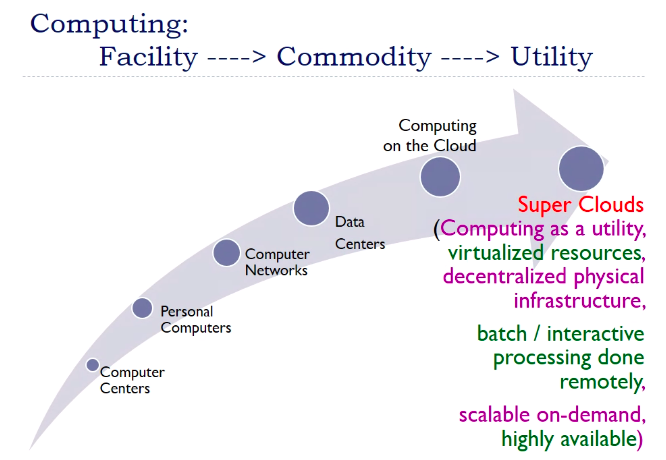 Computing:
Facility ----> Commodity ----> Utility
Computing
on the Cloud
Super Clouds
(Computing as a utility,
virtualized resources,
decentralized physical
infrastructure,
batch / interactive
processing done
remotely,
scalable on-demand,
highly available)
Data
Centers
Computer
Networks
Personal
Computers
Computer
Centers